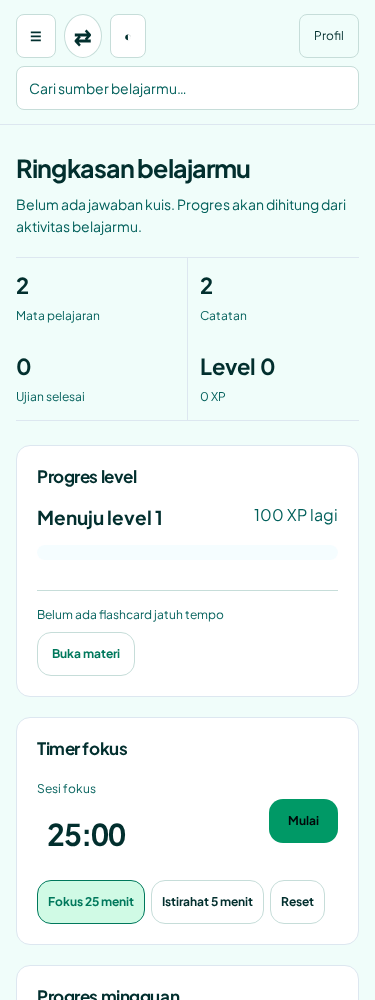 Profil
Cari sumber belajarmu...
Ringkasan belajarmu
Belum ada jawaban kuis. Progres akan dihitung dari
aktivitas belajarmu.
2
Mata pelajaran
2
Catatan
0
Ujian selesai
Level 0
0 XP
Progres level
Menuju level 1
100 XP lagi
Belum ada flashcard jatuh tempo
Buka materi
Timer fokus
Sesi fokus
25:00
Mulai
Fokus 25 menit
Istirahat 5 menit
Reset
Progres mingguan